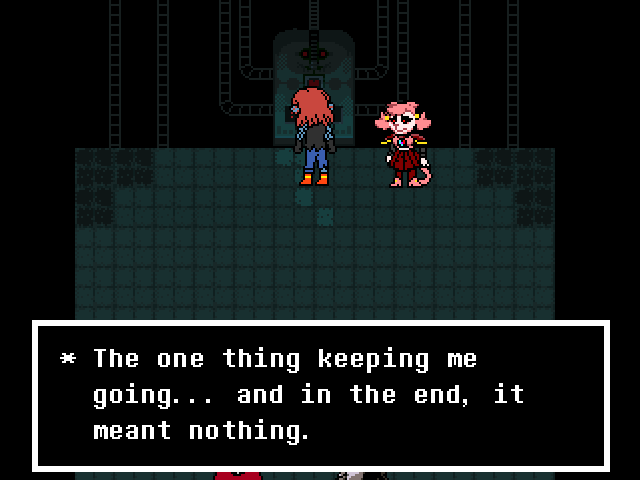 * The one thing keeping me
going... and in the end, it
meant nothing.